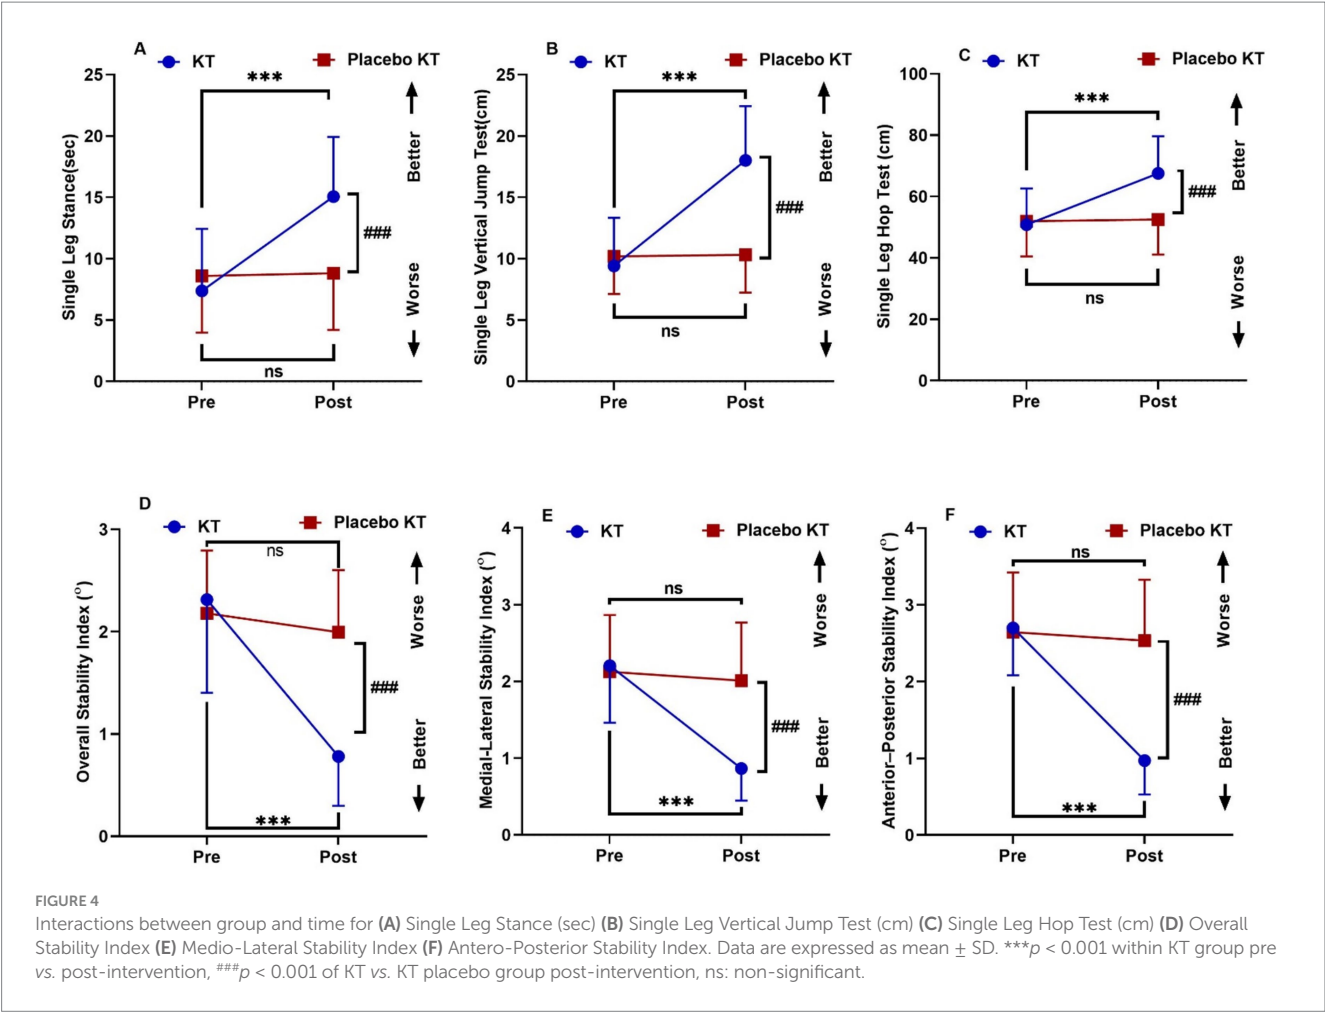 A
KT
Placebo KT
Single Leg Stance(sec)
25
20
15
10
5
0
***
###
ns
Better
Worse
Pre
Post
B
KT
Placebo KT
Single Leg Vertical Jump Test(cm)
25
20
15
10
5
0
***
###
ns
Better
Worse
Pre
Post
C
KT
Placebo KT
Single Leg Hop Test (cm)
100
80
60
40
20
0
***
###
ns
Better
Worse
Pre
Post
D
KT
Placebo KT
Overall Stability Index (°)
3
2
1
0
ns
###
***
Worse
Better
Pre
Post
E
KT
Placebo KT
Medial-Lateral Stability Index (°)
4
3
2
1
0
ns
###
***
Worse
Better
Pre
Post
F
KT
Placebo KT
Anterior–Posterior Stability Index (°)
4
3
2
1
0
ns
###
***
Worse
Better
Pre
Post
FIGURE 4
Interactions between group and time for (A) Single Leg Stance (sec) (B) Single Leg Vertical Jump Test (cm) (C) Single Leg Hop Test (cm) (D) Overall
Stability Index (E) Medio-Lateral Stability Index (F) Antero-Posterior Stability Index. Data are expressed as mean ± SD. ***p < 0.001 within KT group pre
vs. post-intervention, ###p < 0.001 of KT vs. KT placebo group post-intervention, ns: non-significant.